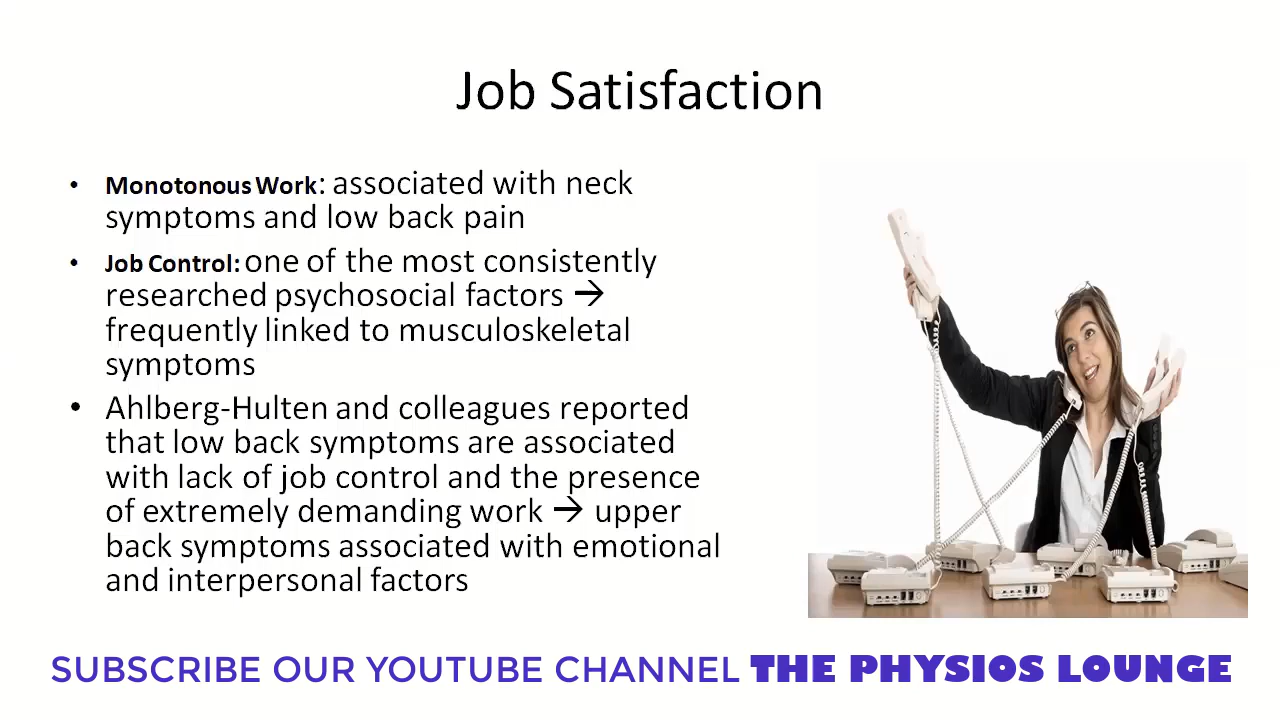 Job Satisfaction
• Monotonous Work: associated with neck
symptoms and low back pain
• Job Control: one of the most consistently
researched psychosocial factors →
frequently linked to musculoskeletal
symptoms
• Ahlberg-Hulten and colleagues reported
that low back symptoms are associated
with lack of job control and the presence
of extremely demanding work → upper
back symptoms associated with emotional
and interpersonal factors
SUBSCRIBE OUR YOUTUBE CHANNEL THE PHYSIOS LOUNGE